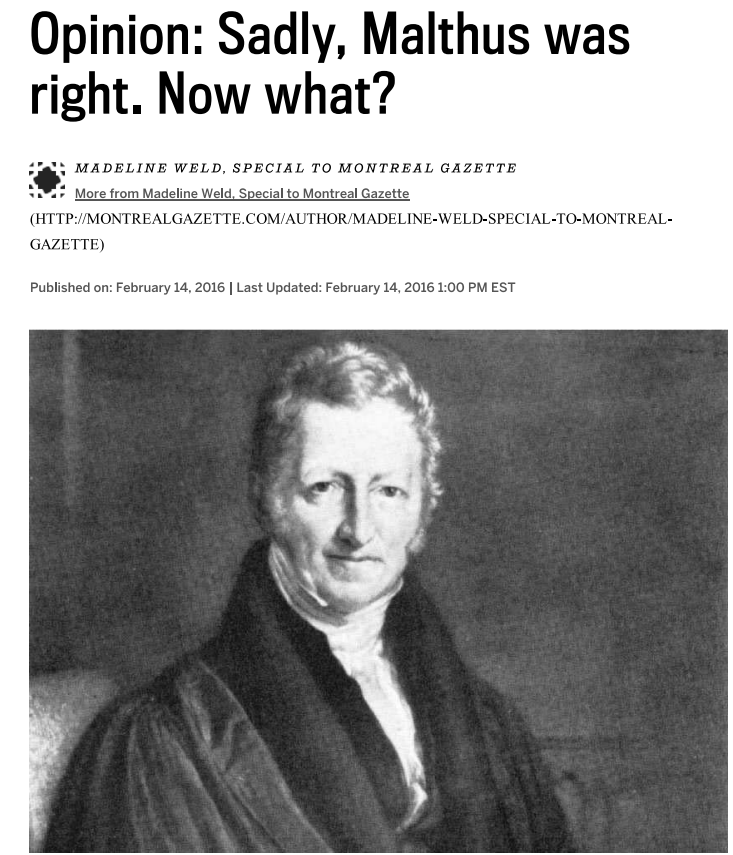 Opinion: Sadly, Malthus was
right. Now what?
MADELINE WELD, SPECIAL TO MONTREAL GAZETTE
More from Madeline Weld, Special to Montreal Gazette
(HTTP://MONTREALGAZETTE.COM/AUTHOR/MADELINE-WELD-SPECIAL-TO-MONTREAL-
GAZETTE)
Published on: February 14, 2016 | Last Updated: February 14, 2016 1:00 PM EST